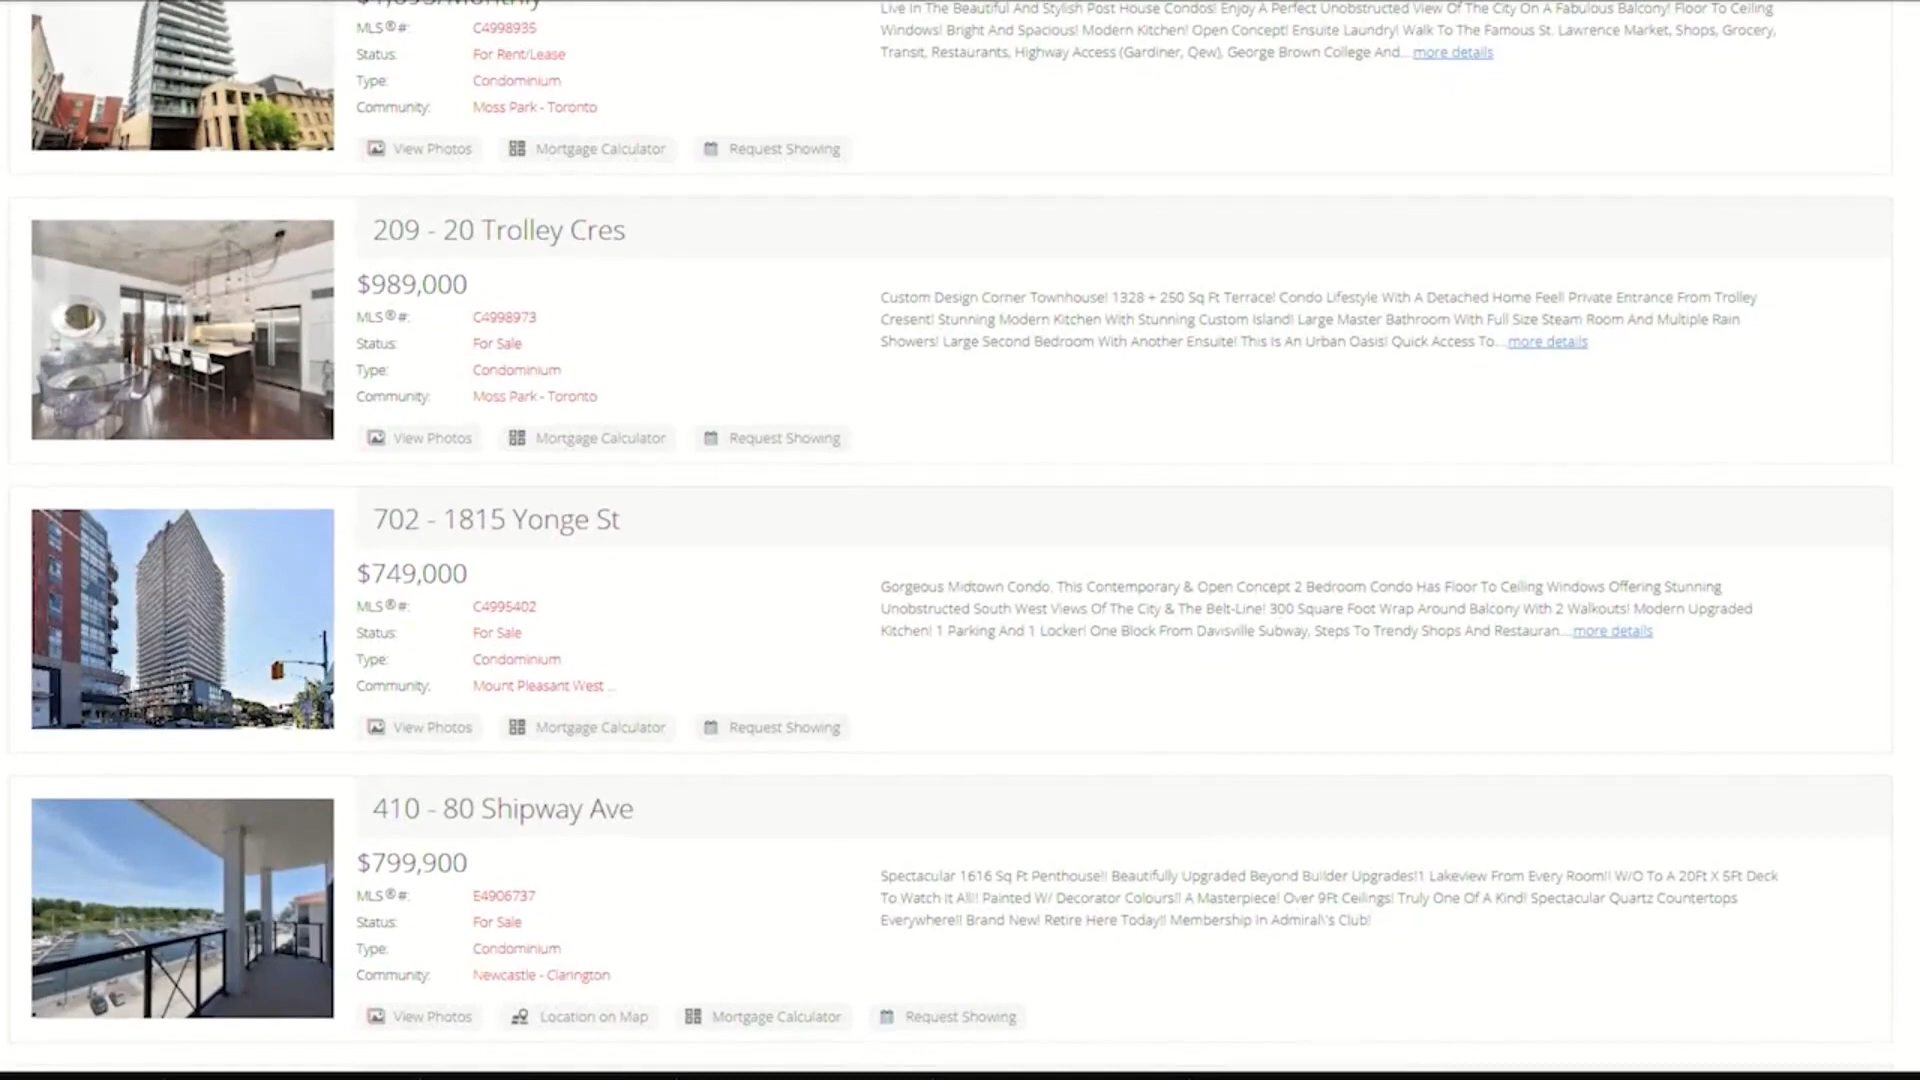 Live In The Beautiful And Stylish Post House Condos! Enjoy A Perfect Unobstructed View Of The City On A Fabulous Balcony! Floor To Ceiling
MLS®#: C4998935
Windows! Bright And Spacious! Modern Kitchen! Open Concept! Ensuite Laundry! Walk To The Famous St. Lawrence Market, Shops, Grocery,
Status: For Rent/Lease
Transit, Restaurants, Highway Access (Gardiner, Qew), George Brown College And... more details
Type: Condominium
Community: Moss Park - Toronto
View Photos Mortgage Calculator Request Showing
209 - 20 Trolley Cres
$989,000
Custom Design Corner Townhouse! 1328 + 250 Sq Ft Terrace! Condo Lifestyle With A Detached Home Feel! Private Entrance From Trolley
MLS®#: C4998973
Cresent! Stunning Modern Kitchen With Stunning Custom Island! Large Master Bathroom With Full Size Steam Room And Multiple Rain
Status: For Sale
Showers! Large Second Bedroom With Another Ensuite! This Is An Urban Oasis! Quick Access To... more details
Type: Condominium
Community: Moss Park - Toronto
View Photos Mortgage Calculator Request Showing
702 - 1815 Yonge St
$749,000
Gorgeous Midtown Condo. This Contemporary & Open Concept 2 Bedroom Condo Has Floor To Ceiling Windows Offering Stunning
MLS®#: C4995402
Unobstructed South West Views Of The City & The Belt-Line! 300 Square Foot Wrap Around Balcony With 2 Walkouts! Modern Upgraded
Status: For Sale
Kitchen! 1 Parking And 1 Locker! One Block From Davisville Subway, Steps To Trendy Shops And Restauran... more details
Type: Condominium
Community: Mount Pleasant West ...
View Photos Mortgage Calculator Request Showing
410 - 80 Shipway Ave
$799,900
Spectacular 1616 Sq Ft Penthouse!! Beautifully Upgraded Beyond Builder Upgrades!1 Lakeview From Every Room!! W/O To A 20Ft X 5Ft Deck
MLS®#: E4906737
To Watch It All!! Painted W/ Decorator Colours!! A Masterpiece! Over 9Ft Ceilings! Truly One Of A Kind! Spectacular Quartz Countertops
Status: For Sale
Everywhere!! Brand New! Retire Here Today!! Membership In Admiral\'s Club!
Type: Condominium
Community: Newcastle - Clarington
View Photos Location on Map Mortgage Calculator Request Showing